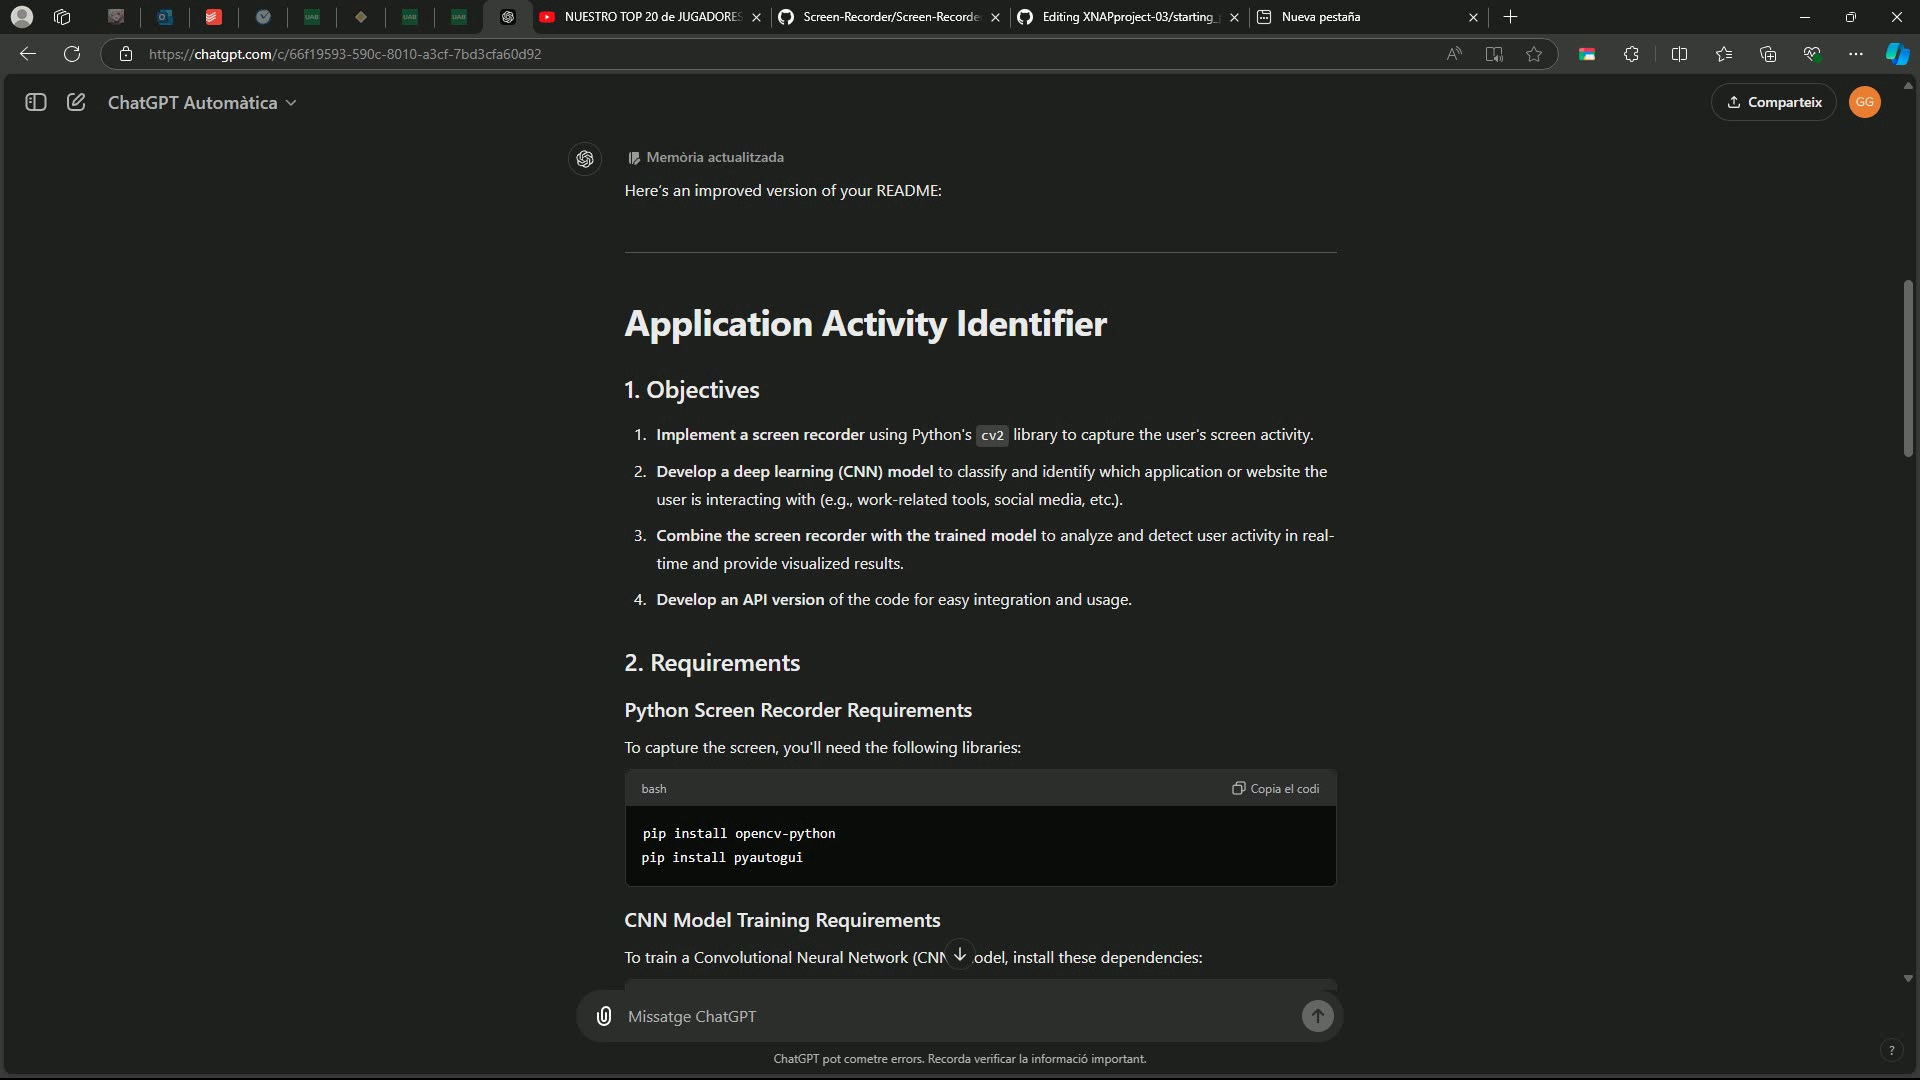 UAB
UAB
UAB
NUESTRO TOP 20 de JUGADORES
Screen-Recorder/Screen-Recorde
Editing XNAPproject-03/starting_
Nueva pestaña
https://chatgpt.com/c/66f19593-590c-8010-a3cf-7bd3cfa60d92
ChatGPT Automàtica
Comparteix
GG
Memòria actualitzada
Here's an improved version of your README:
Application Activity Identifier
1. Objectives
1. Implement a screen recorder using Python's cv2 library to capture the user's screen activity.
2. Develop a deep learning (CNN) model to classify and identify which application or website the
user is interacting with (e.g., work-related tools, social media, etc.).
3. Combine the screen recorder with the trained model to analyze and detect user activity in real-
time and provide visualized results.
4. Develop an API version of the code for easy integration and usage.
2. Requirements
Python Screen Recorder Requirements
To capture the screen, you'll need the following libraries:
bash
Copia el codi
pip install opencv-python
pip install pyautogui
CNN Model Training Requirements
To train a Convolutional Neural Network (CNN odel, install these dependencies:
Missatge ChatGPT
ChatGPT pot cometre errors. Recorda verificar la informació important.
?